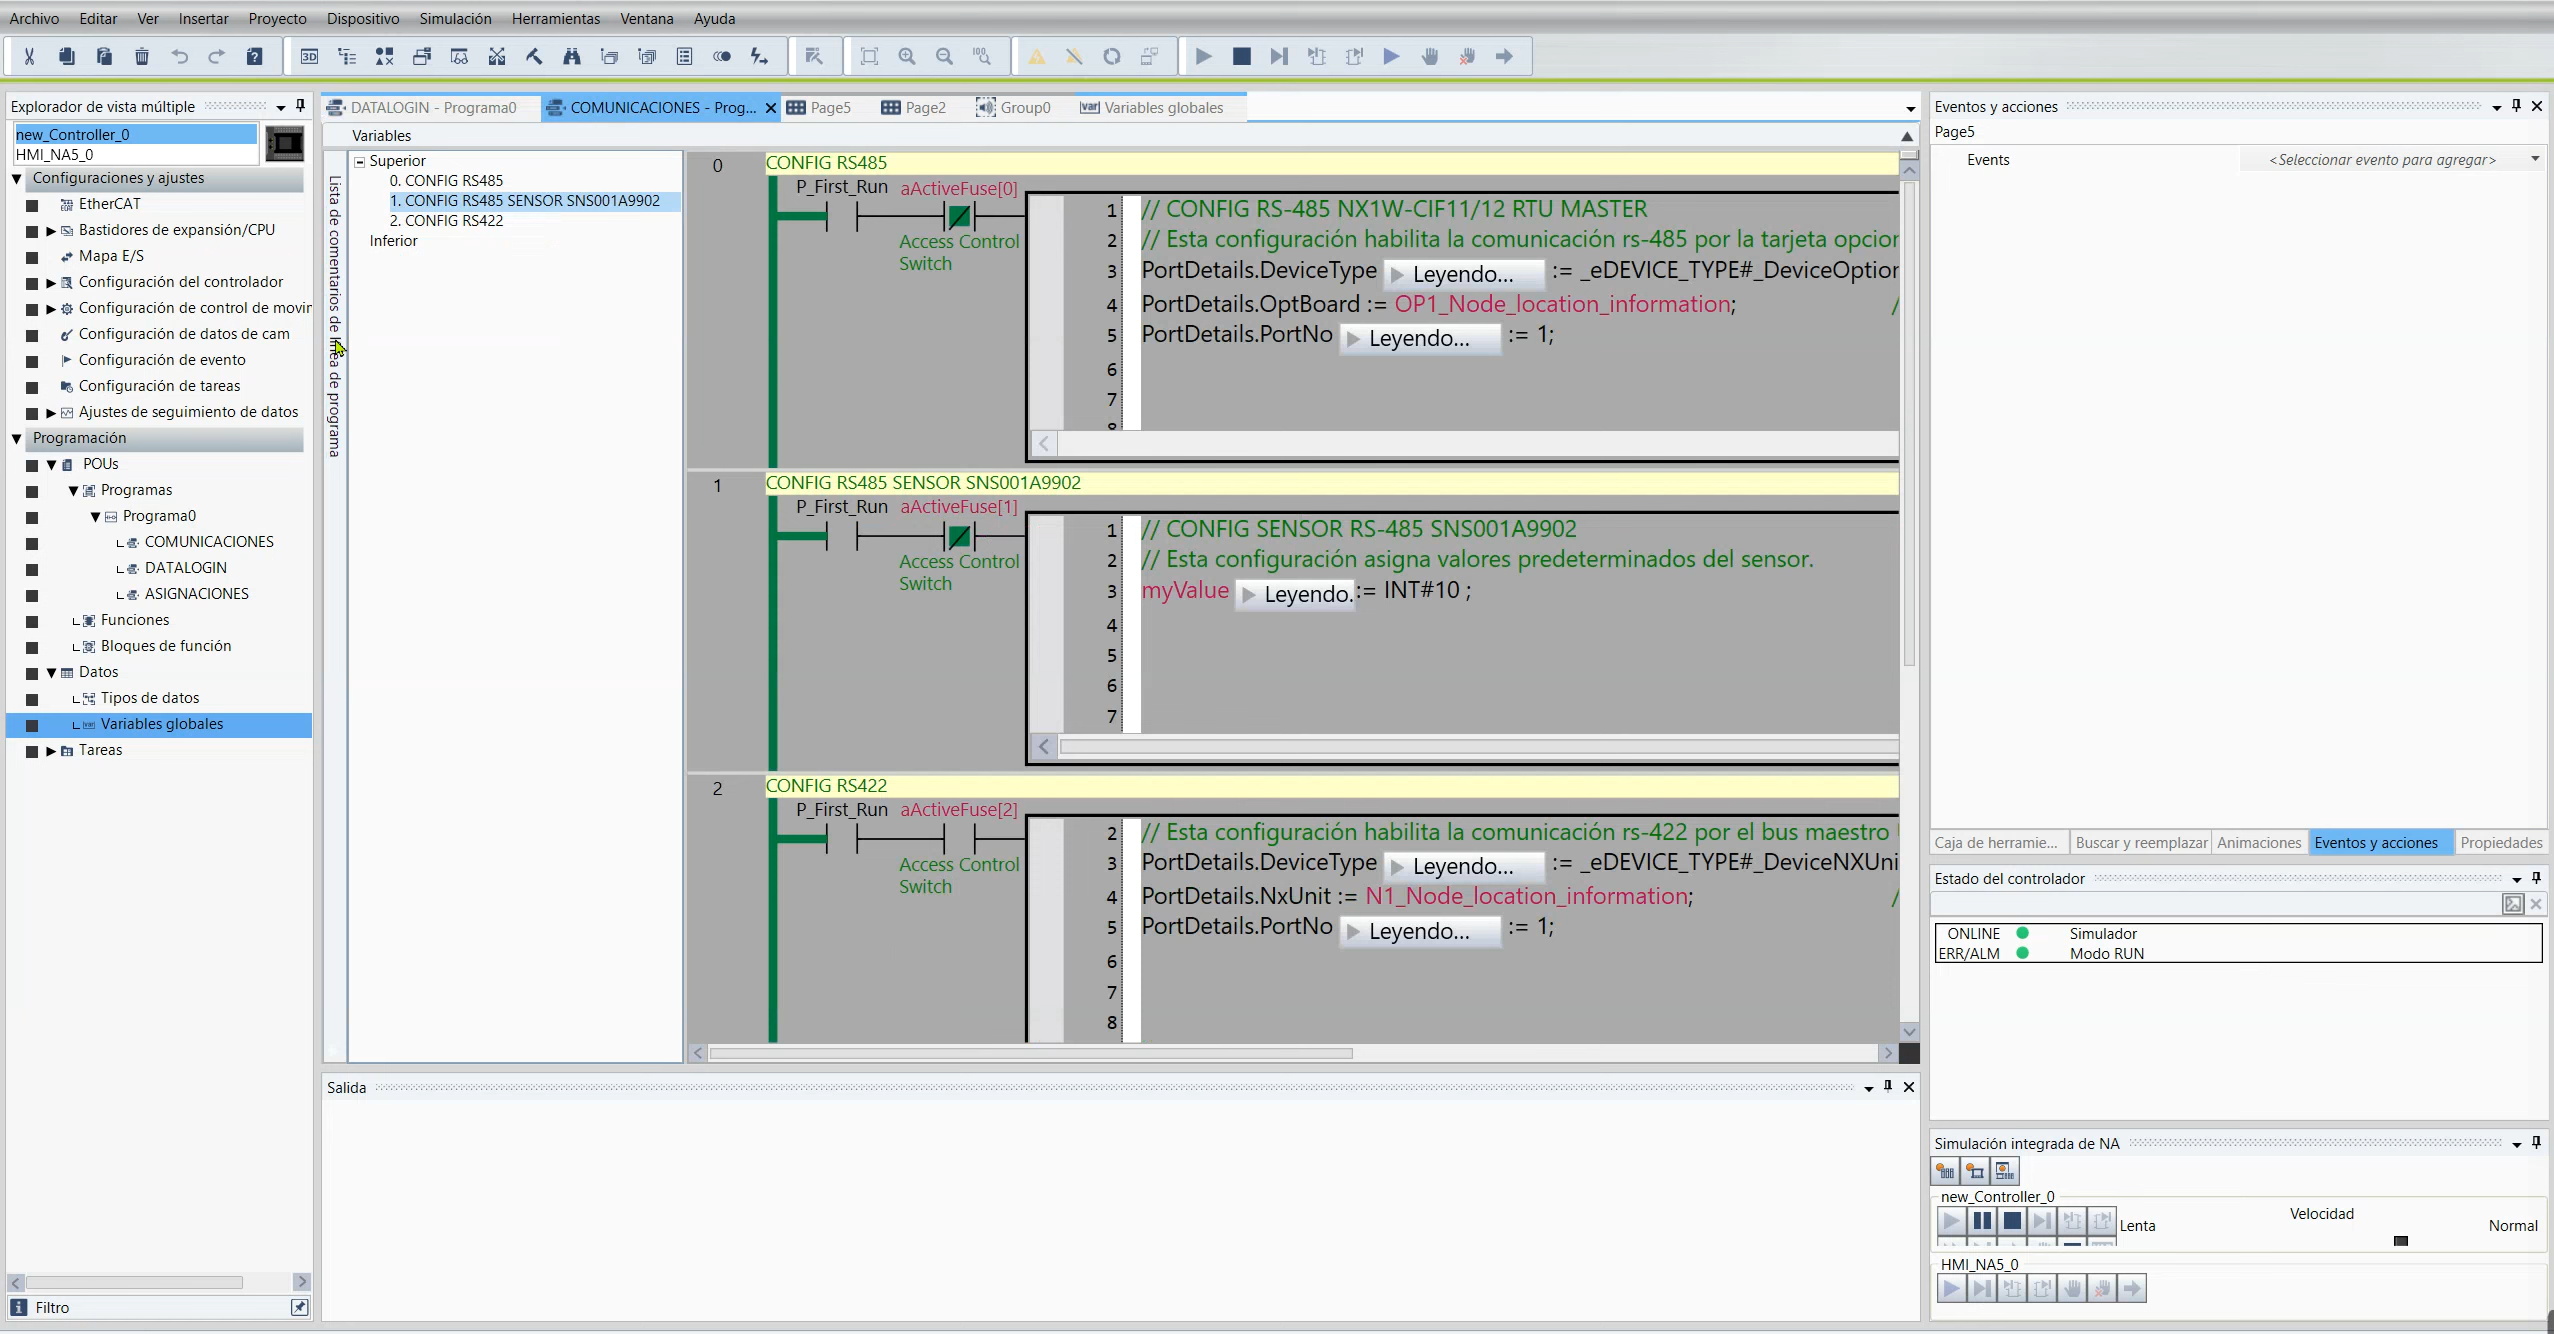 Archivo Editar Ver Insertar Proyecto Dispositivo Simulación Herramientas Ventana Ayuda
Explorador de vista múltiple
new_Controller_0
HMI_NA5_0
Configuraciones y ajustes
EtherCAT
Bastidores de expansión/CPU
Mapa E/S
Configuración del controlador
Configuración de control de movir
Configuración de datos de cam
Configuración de evento
Configuración de tareas
Ajustes de seguimiento de datos
Programación
POUs
Programas
Programa0
COMUNICACIONES
DATALOGIN
ASIGNACIONES
Funciones
Bloques de función
Datos
Tipos de datos
Variables globales
Tareas
Filtro
DATALOGIN - Programa0
COMUNICACIONES - Prog...
Page5
Page2
Group0
Variables globales
Variables
Lista de comentarios de línea de programa
Superior
0. CONFIG RS485
1. CONFIG RS485 SENSOR SNS001A9902
2. CONFIG RS422
Inferior
0
CONFIG RS485
P_First_Run aActiveFuse[0]
Access Control
Switch
1 // CONFIG RS-485 NX1W-CIF11/12 RTU MASTER
2 // Esta configuración habilita la comunicación rs-485 por la tarjeta opcior
3 PortDetails.DeviceType Leyendo... := _eDEVICE_TYPE#_DeviceOption
4 PortDetails.OptBoard := OP1_Node_location_information; /
5 PortDetails.PortNo Leyendo... := 1;
6
7
8
1
CONFIG RS485 SENSOR SNS001A9902
P_First_Run aActiveFuse[1]
Access Control
Switch
1 // CONFIG SENSOR RS-485 SNS001A9902
2 // Esta configuración asigna valores predeterminados del sensor.
3 myValue Leyendo. := INT#10 ;
4
5
6
7
2
CONFIG RS422
P_First_Run aActiveFuse[2]
Access Control
Switch
2 // Esta configuración habilita la comunicación rs-422 por el bus maestro
3 PortDetails.DeviceType Leyendo... := _eDEVICE_TYPE#_DeviceNXUni
4 PortDetails.NxUnit := N1_Node_location_information; /
5 PortDetails.PortNo Leyendo... := 1;
6
7
8
Salida
Eventos y acciones
Page5
Events <Seleccionar evento para agregar>
Caja de herramie... Buscar y reemplazar Animaciones Eventos y acciones Propiedades
Estado del controlador
ONLINE Simulador
ERR/ALM Modo RUN
Simulación integrada de NA
new_Controller_0
Velocidad
Lenta Normal
HMI_NA5_0